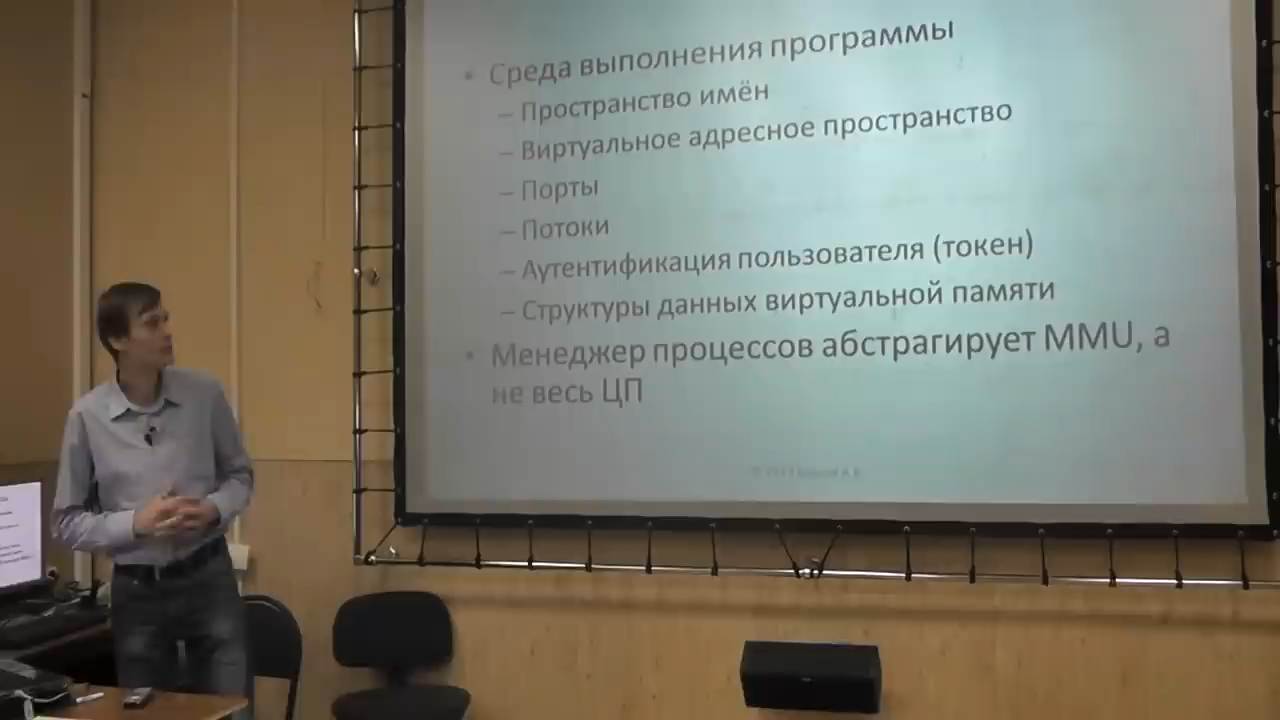 • Среда выполнения программы
– Пространство имён
– Виртуальное адресное пространство
– Порты
– Потоки
– Аутентификация пользователя (токен)
– Структуры данных виртуальной памяти
• Менеджер процессов абстрагирует MMU, а
не весь ЦП